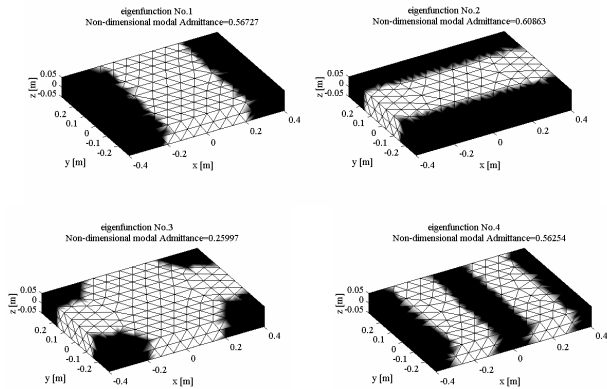 eigenfunction No.1
Non-dimensional modal Admittance=0.56727
0.05
0
-0.05
z [m]
0.2
0.1
0
-0.1
-0.2
y [m]
-0.4
-0.2
0
0.2
0.4
x [m]
eigenfunction No.2
Non-dimensional modal Admittance=0.60863
0.05
0
-0.05
z [m]
0.2
0.1
0
-0.1
-0.2
y [m]
-0.4
-0.2
0
0.2
0.4
x [m]
eigenfunction No.3
Non-dimensional modal Admittance=0.25997
0.05
0
-0.05
z [m]
0.2
0.1
0
-0.1
-0.2
y [m]
-0.4
-0.2
0
0.2
0.4
x [m]
eigenfunction No.4
Non-dimensional modal Admittance=0.56254
0.05
0
-0.05
z [m]
0.2
0.1
0
-0.1
-0.2
y [m]
-0.4
-0.2
0
0.2
0.4
x [m]